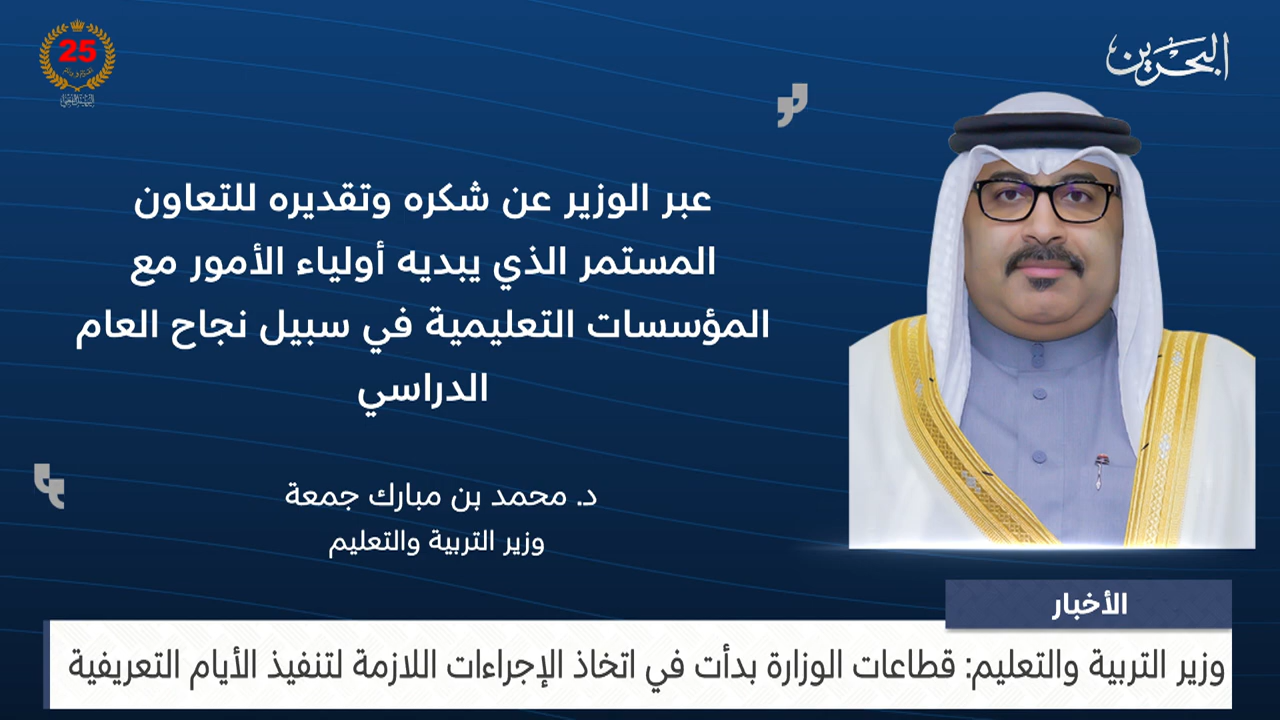 البحرين
25
عبر الوزير عن شكره وتقديره للتعاون
المستمر الذي يبديه أولياء الأمور مع
المؤسسات التعليمية في سبيل نجاح العام
الدراسي
د. محمد بن مبارك جمعة
وزير التربية والتعليم
الأخبار
وزير التربية والتعليم: قطاعات الوزارة بدأت في اتخاذ الإجراءات اللازمة لتنفيذ الأيام التعريفية